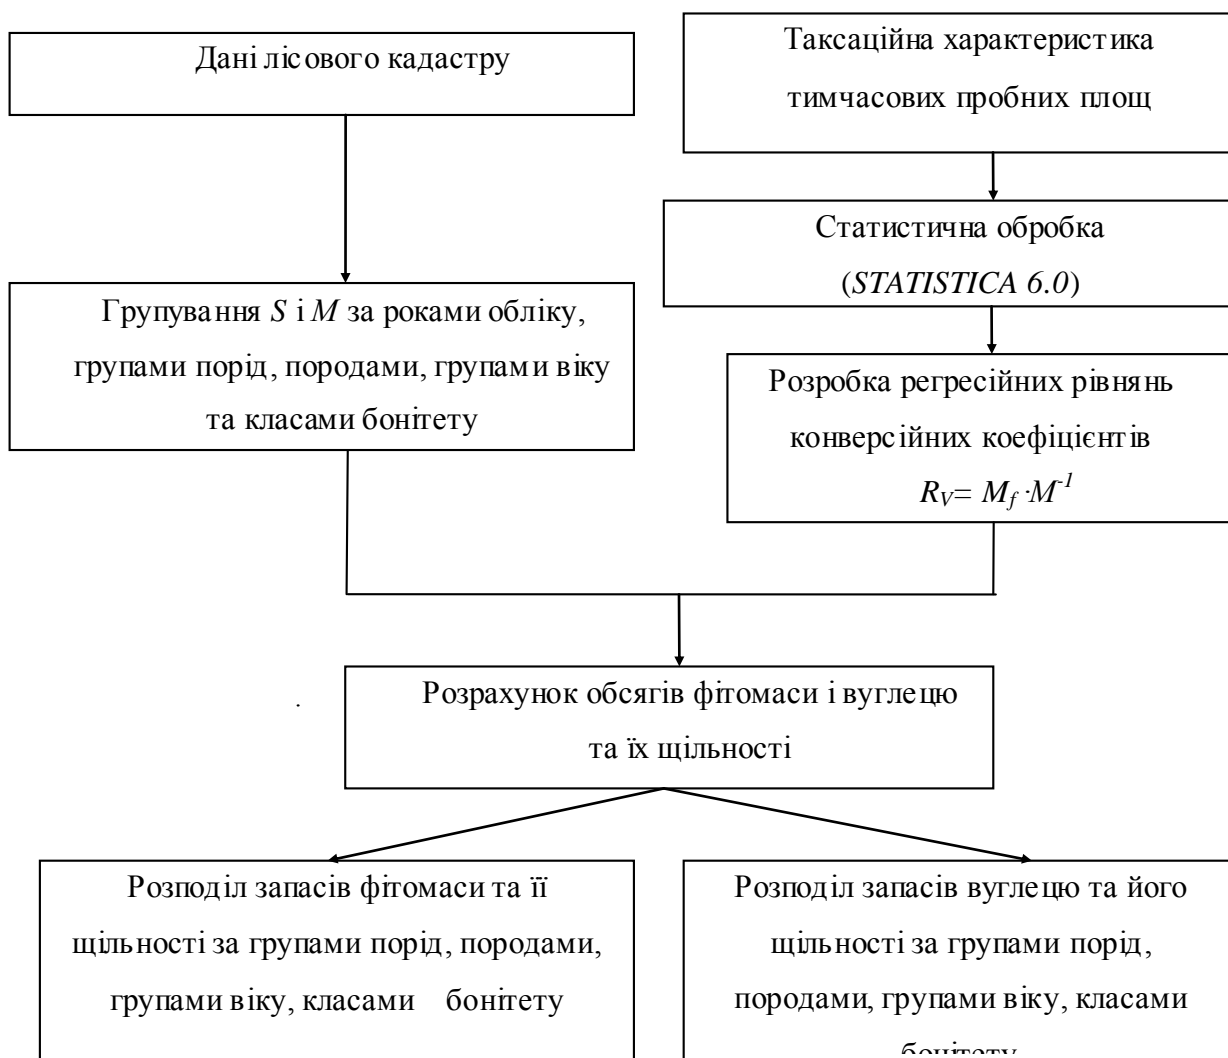 Дані лісового кадастру
Таксаційна характеристика
тимчасових пробних площ
Статистична обробка
(STATISTICA 6.0)
Групування S і M за роками обліку,
групами порід, породами, групами віку
та класами бонітету
Розробка регресійних рівнянь
конверсійних коефіцієнтів
R_V= M_f ·M^-1
Розрахунок обсягів фітомаси і вуглецю
та їх щільності
.
Розподіл запасів фітомаси та її
щільності за групами порід, породами,
групами віку, класами бонітету
Розподіл запасів вуглецю та його
щільності за групами порід,
породами, групами віку, класами
бонітету